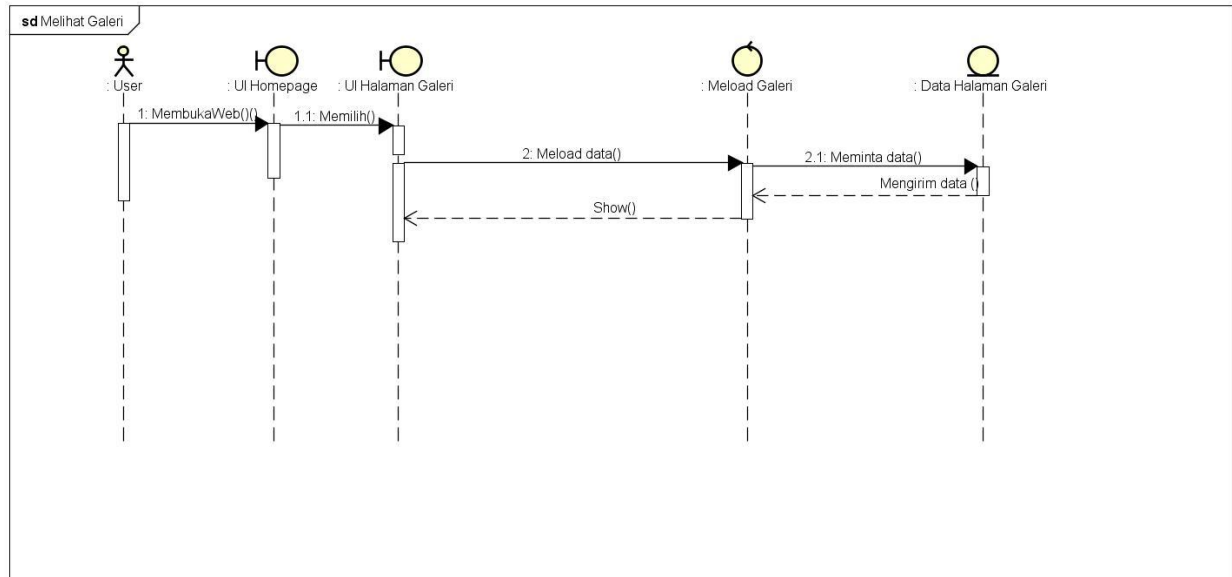 sd Melihat Galeri
: User
: UI Homepage
: UI Halaman Galeri
: Meload Galeri
: Data Halaman Galeri
1: MembukaWeb()()
1.1: Memilih()
2: Meload data()
2.1: Meminta data()
Mengirim data ()
Show()